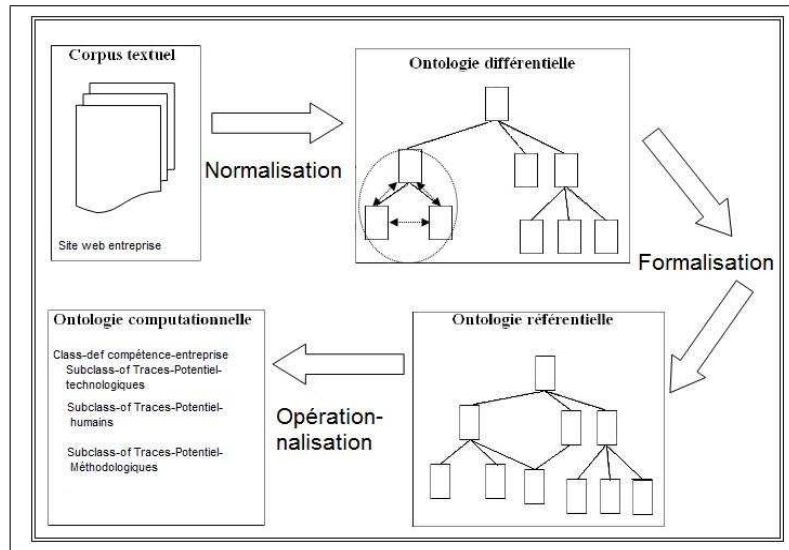 Corpus textuel
Site web entreprise
Normalisation
Ontologie différentielle
Formalisation
Ontologie référentielle
Opération-
nalisation
Ontologie computationnelle
Class-def compétence-entreprise
Subclass-of Traces-Potentiel-
technologiques
Subclass-of Traces-Potentiel-
humains
Subclass-of Traces-Potentiel-
Méthodologiques